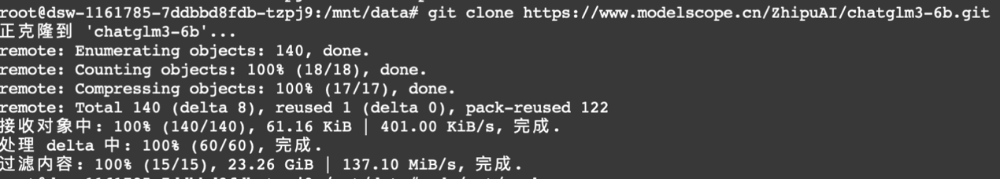 root@dsw-1161785-7ddbbd8fdb-tzpj9:/mnt/data# git clone https://www.modelscope.cn/ZhipuAI/chatglm3-6b.git
正克隆到 'chatglm3-6b'...
remote: Enumerating objects: 140, done.
remote: Counting objects: 100% (18/18), done.
remote: Compressing objects: 100% (17/17), done.
remote: Total 140 (delta 8), reused 1 (delta 0), pack-reused 122
接收对象中: 100% (140/140), 61.16 KiB | 401.00 KiB/s, 完成.
处理 delta 中: 100% (60/60), 完成.
过滤内容: 100% (15/15), 23.26 GiB | 137.10 MiB/s, 完成.